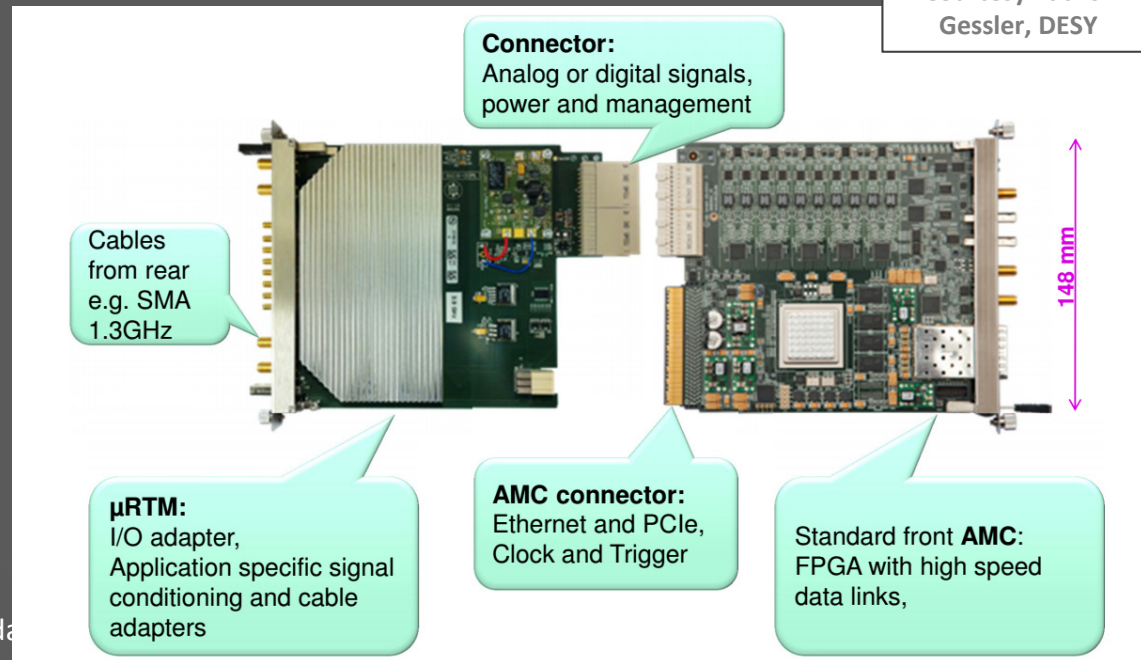 Gessler, DESY
Connector:
Analog or digital signals,
power and management
Cables
from rear
e.g. SMA
1.3GHz
148 mm
µRTM:
I/O adapter,
Application specific signal
conditioning and cable
adapters
AMC connector:
Ethernet and PCIe,
Clock and Trigger
Standard front AMC:
FPGA with high speed
data links,